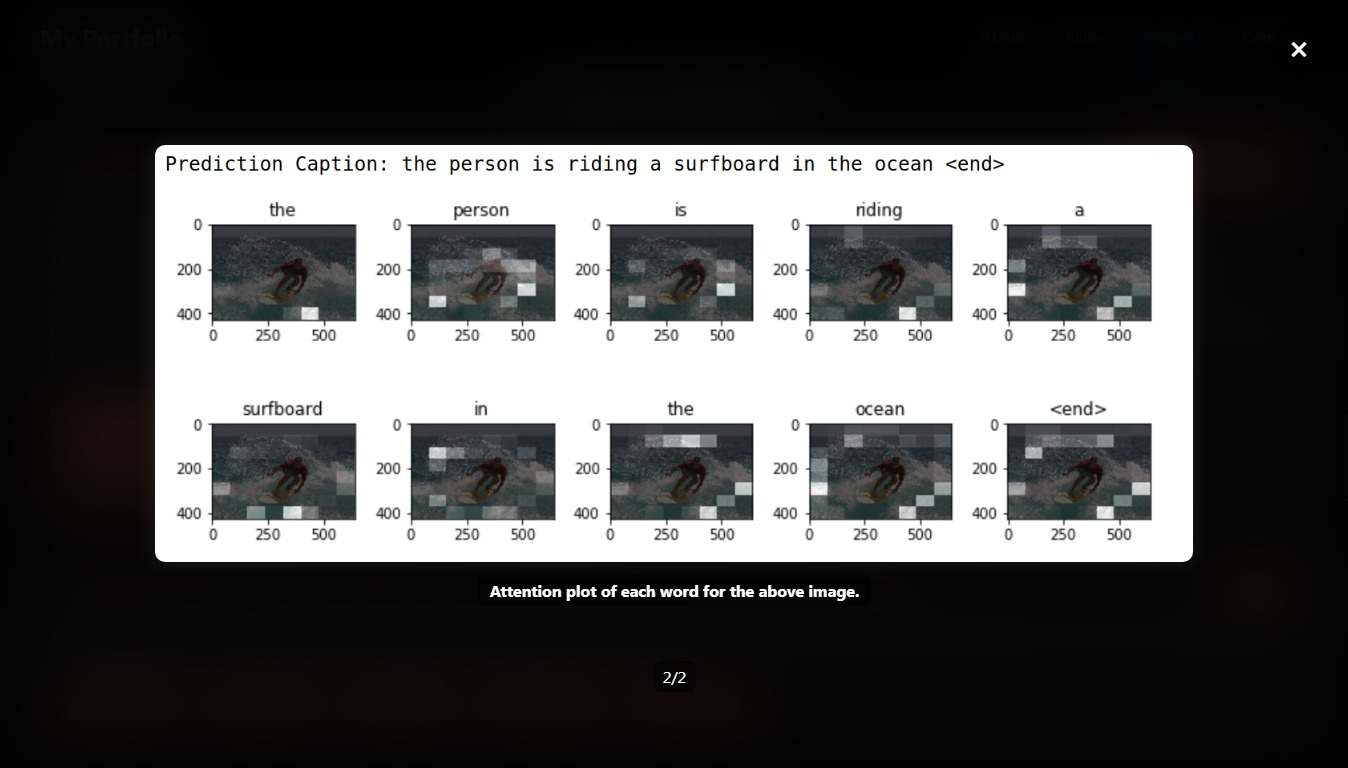 My Portfolio
About Skills
×
Prediction Caption: the person is riding a surfboard in the ocean <end>
the person is riding a
0 0 0 0 0
200 200 200 200 200
400 400 400 400 400
0 250 500 0 250 500 0 250 500 0 250 500 0 250 500
surfboard in the ocean <end>
0 0 0 0 0
200 200 200 200 200
400 400 400 400 400
0 250 500 0 250 500 0 250 500 0 250 500 0 250 500
Attention plot of each word for the above image.
2/2